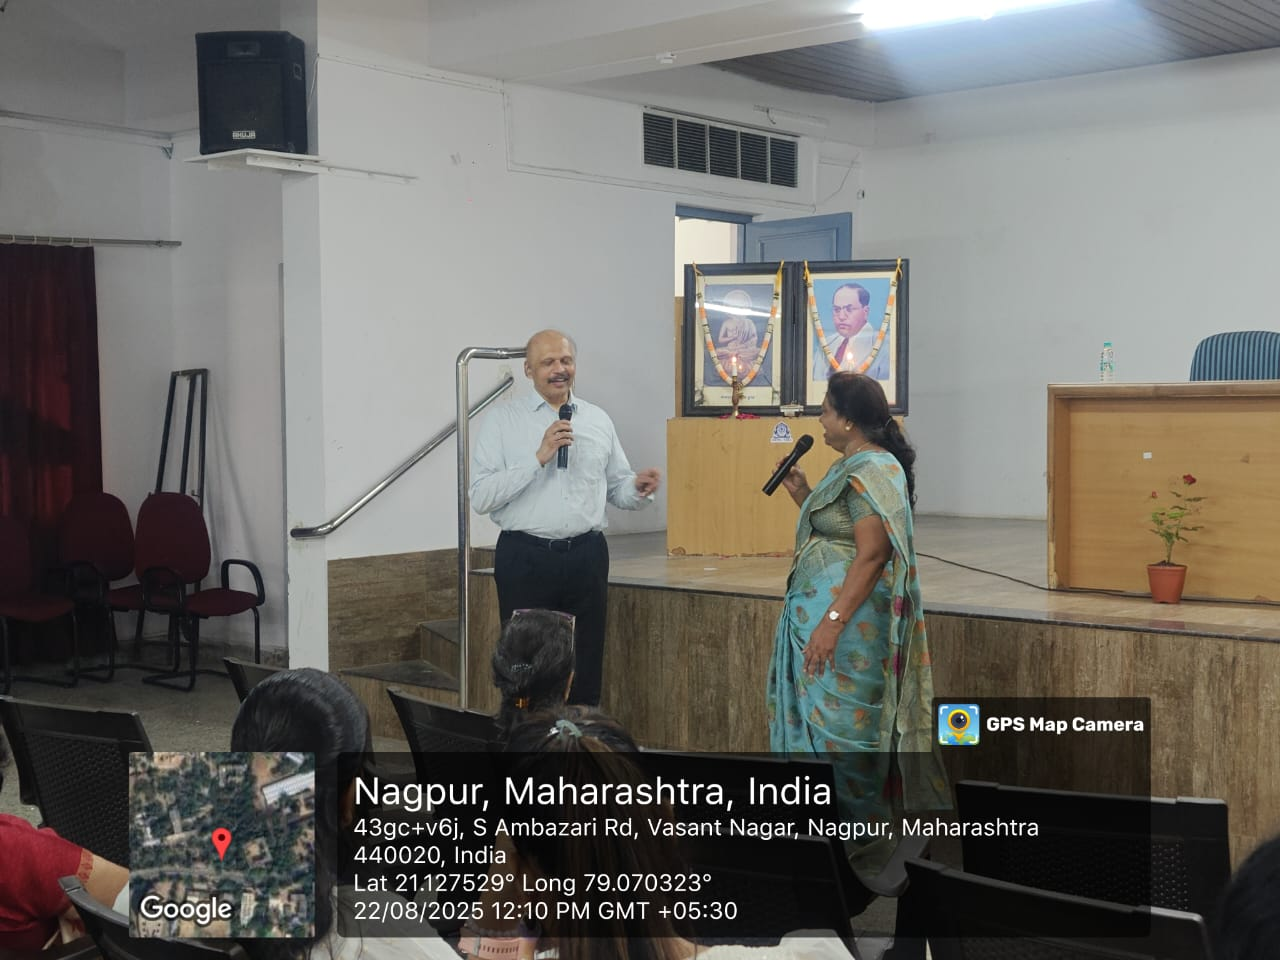 AHUJA
GPS Map Camera
Nagpur, Maharashtra, India
43gc+v6j, S Ambazari Rd, Vasant Nagar, Nagpur, Maharashtra
440020, India
Lat 21.127529° Long 79.070323°
22/08/2025 12:10 PM GMT +05:30
Google